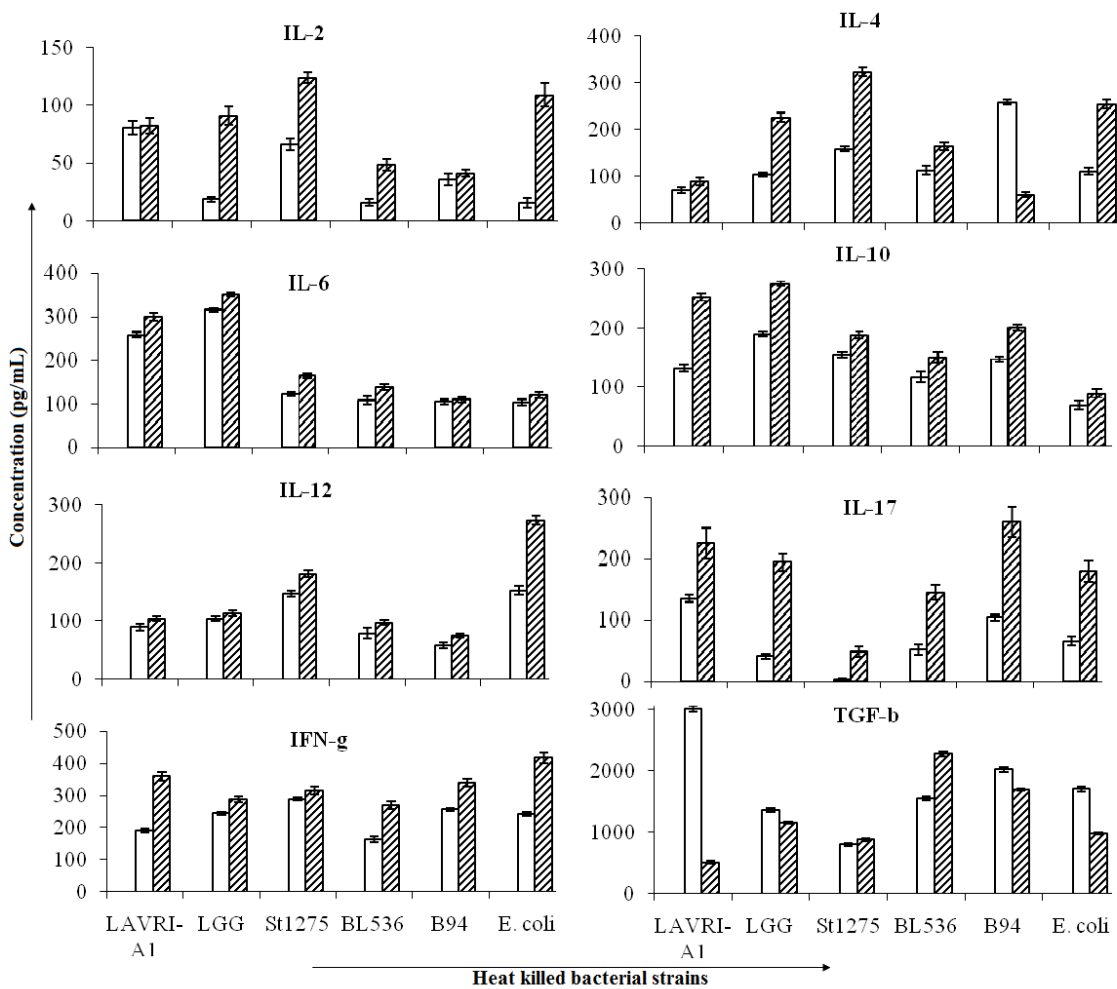 IL-2
150
100
50
0
IL-4
400
300
200
100
0
IL-6
400
300
200
100
0
IL-10
300
200
100
0
IL-12
300
200
100
0
IL-17
300
200
100
0
IFN-g
500
400
300
200
100
0
LAVRI-A1
LGG
St1275
BL536
B94
E. coli
TGF-b
3000
2000
1000
0
LAVRI-
A1
LGG
St1275
BL536
B94
E. coli
Concentration (pg/mL)
Heat killed bacterial strains